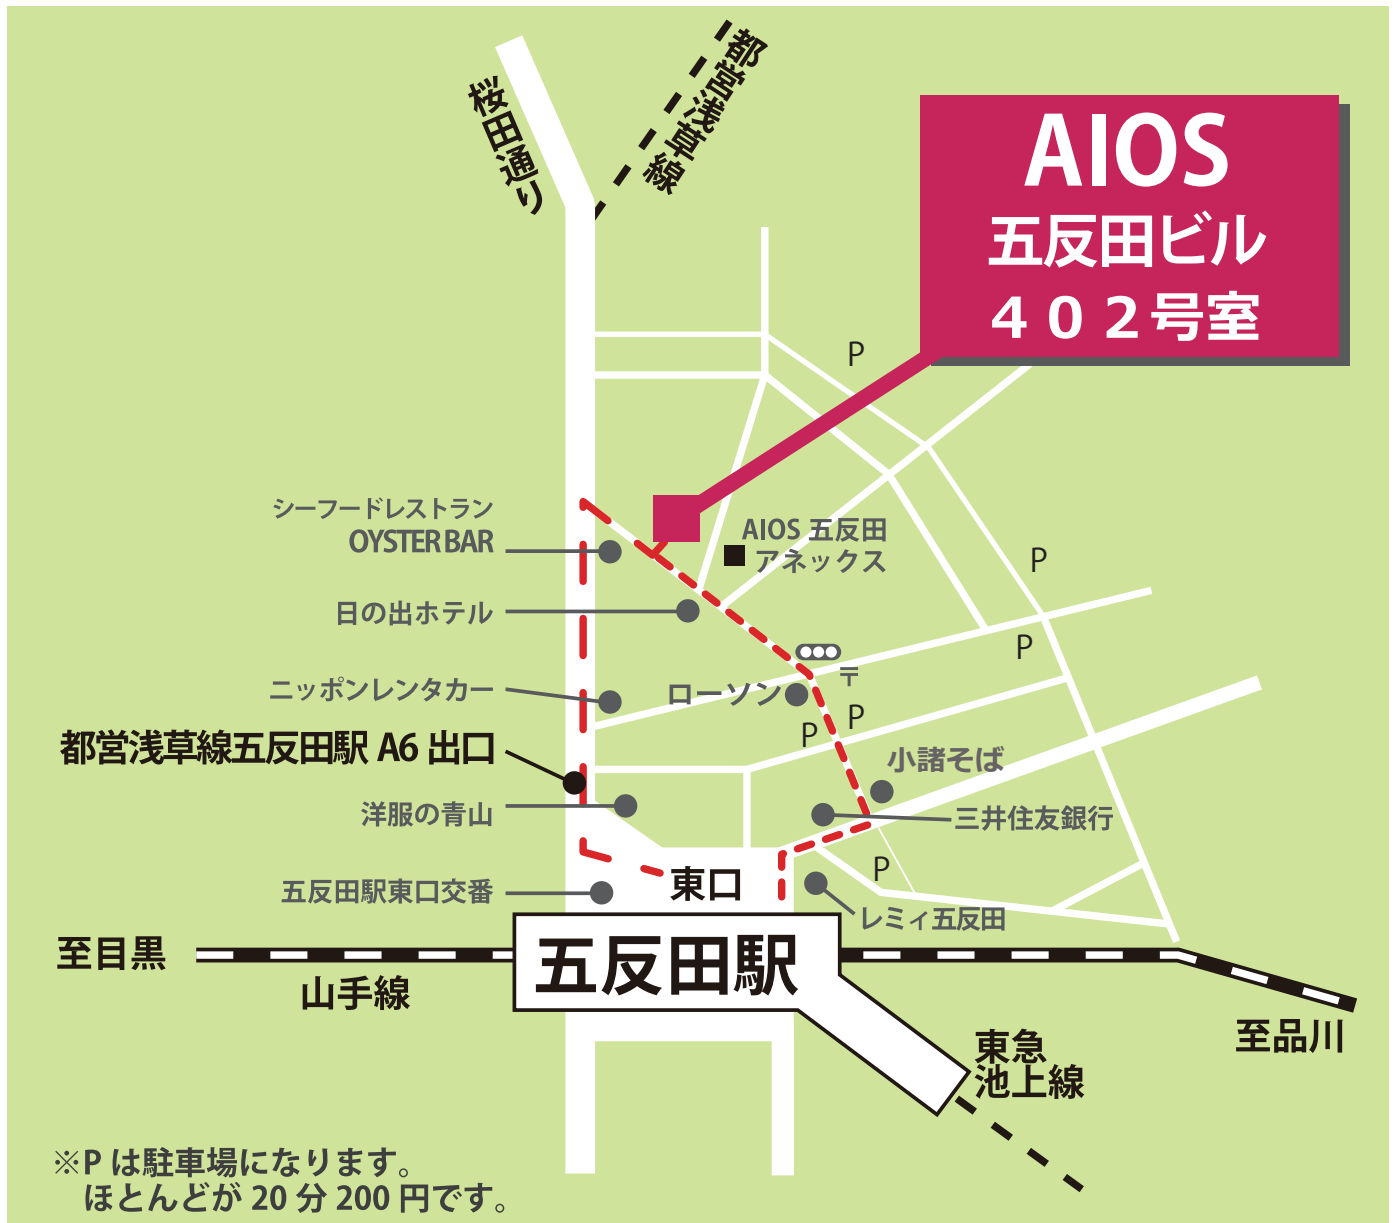 桜田通り
都営浅草線
AIOS
五反田ビル
４０２号室
P
シーフードレストラン
OYSTER BAR
AIOS 五反田
アネックス
P
日の出ホテル
P
ニッポンレンタカー
ローソン
〒
P
P
都営浅草線五反田駅 A6 出口
小諸そば
洋服の青山
三井住友銀行
P
五反田駅東口交番
東口
レミィ五反田
至目黒
五反田駅
山手線
至品川
東急
池上線
※P は駐車場になります。
ほとんどが 20 分 200 円です。